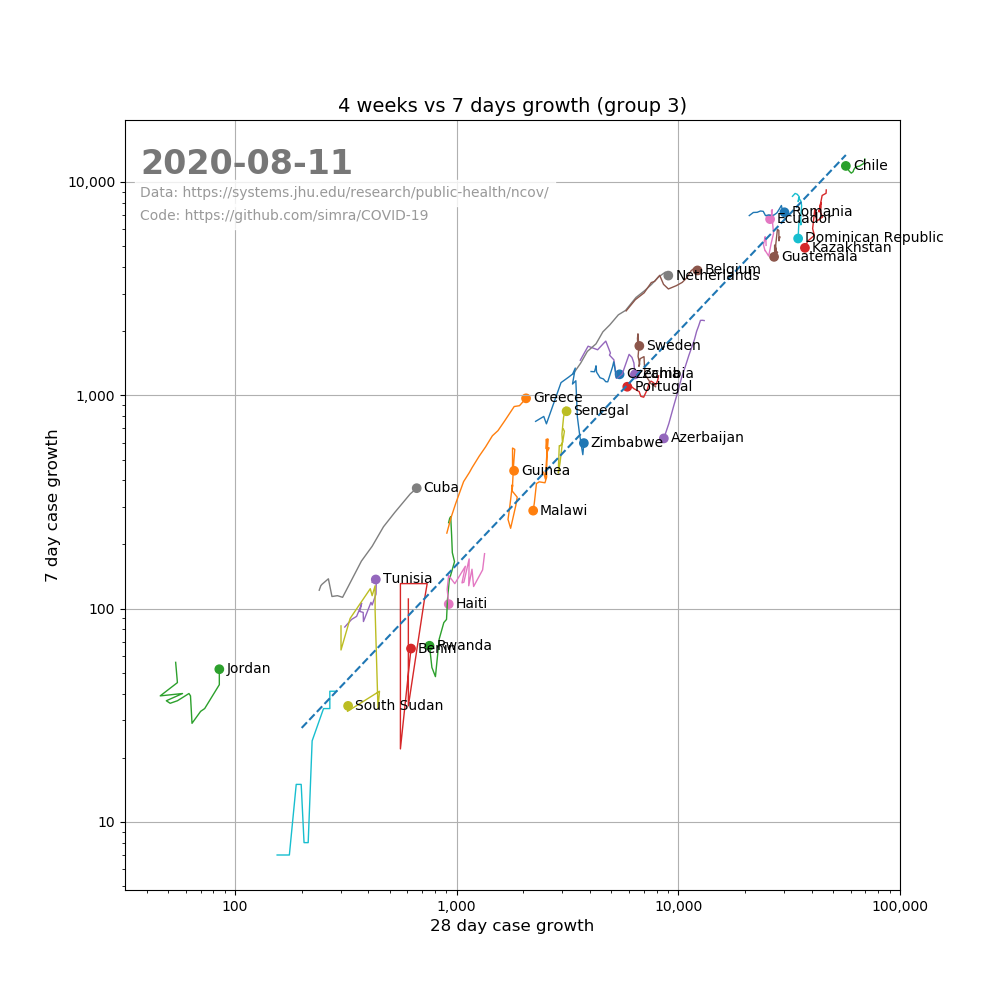 4 weeks vs 7 days growth (group 3)
2020-08-11
Data: https://systems.jhu.edu/research/public-health/ncov/
Code: https://github.com/simra/COVID-19
7 day case growth
10,000
1,000
100
10
Chile
Romania
Ecuador
Dominican Republic
Kazakhstan
Guatemala
Belgium
Netherlands
Sweden
Zambia
Portugal
Greece
Senegal
Azerbaijan
Zimbabwe
Guinea
Cuba
Malawi
Tunisia
Haiti
Rwanda
Benin
Jordan
South Sudan
100
1,000
10,000
100,000
28 day case growth